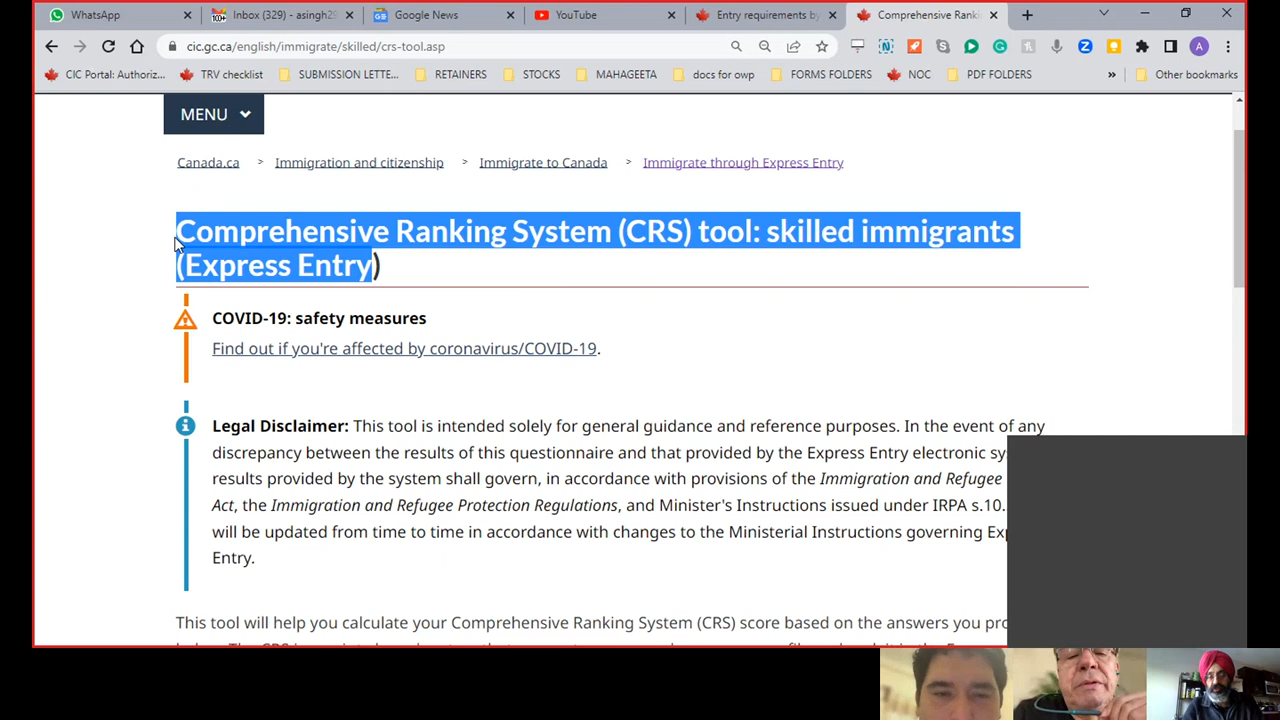 WhatsApp
Inbox (329) - asingh29
Google News
YouTube
Entry requirements by
Comprehensive Ranki
100+
cic.gc.ca/english/immigrate/skilled/crs-tool.asp
A
CIC Portal: Authoriz...
TRV checklist
SUBMISSION LETTE...
RETAINERS
STOCKS
MAHAGEETA
docs for owp
FORMS FOLDERS
NOC
PDF FOLDERS
»
Other bookmarks
MENU
Canada.ca > Immigration and citizenship > Immigrate to Canada > Immigrate through Express Entry
Comprehensive Ranking System (CRS) tool: skilled immigrants
(Express Entry)
COVID-19: safety measures
Find out if you're affected by coronavirus/COVID-19.
Legal Disclaimer: This tool is intended solely for general guidance and reference purposes. In the event of any
discrepancy between the results of this questionnaire and that provided by the Express Entry electronic sy
results provided by the system shall govern, in accordance with provisions of the Immigration and Refugee
Act, the Immigration and Refugee Protection Regulations, and Minister's Instructions issued under IRPA s.10.
will be updated from time to time in accordance with changes to the Ministerial Instructions governing Ex
Entry.
This tool will help you calculate your Comprehensive Ranking System (CRS) score based on the answers you pro